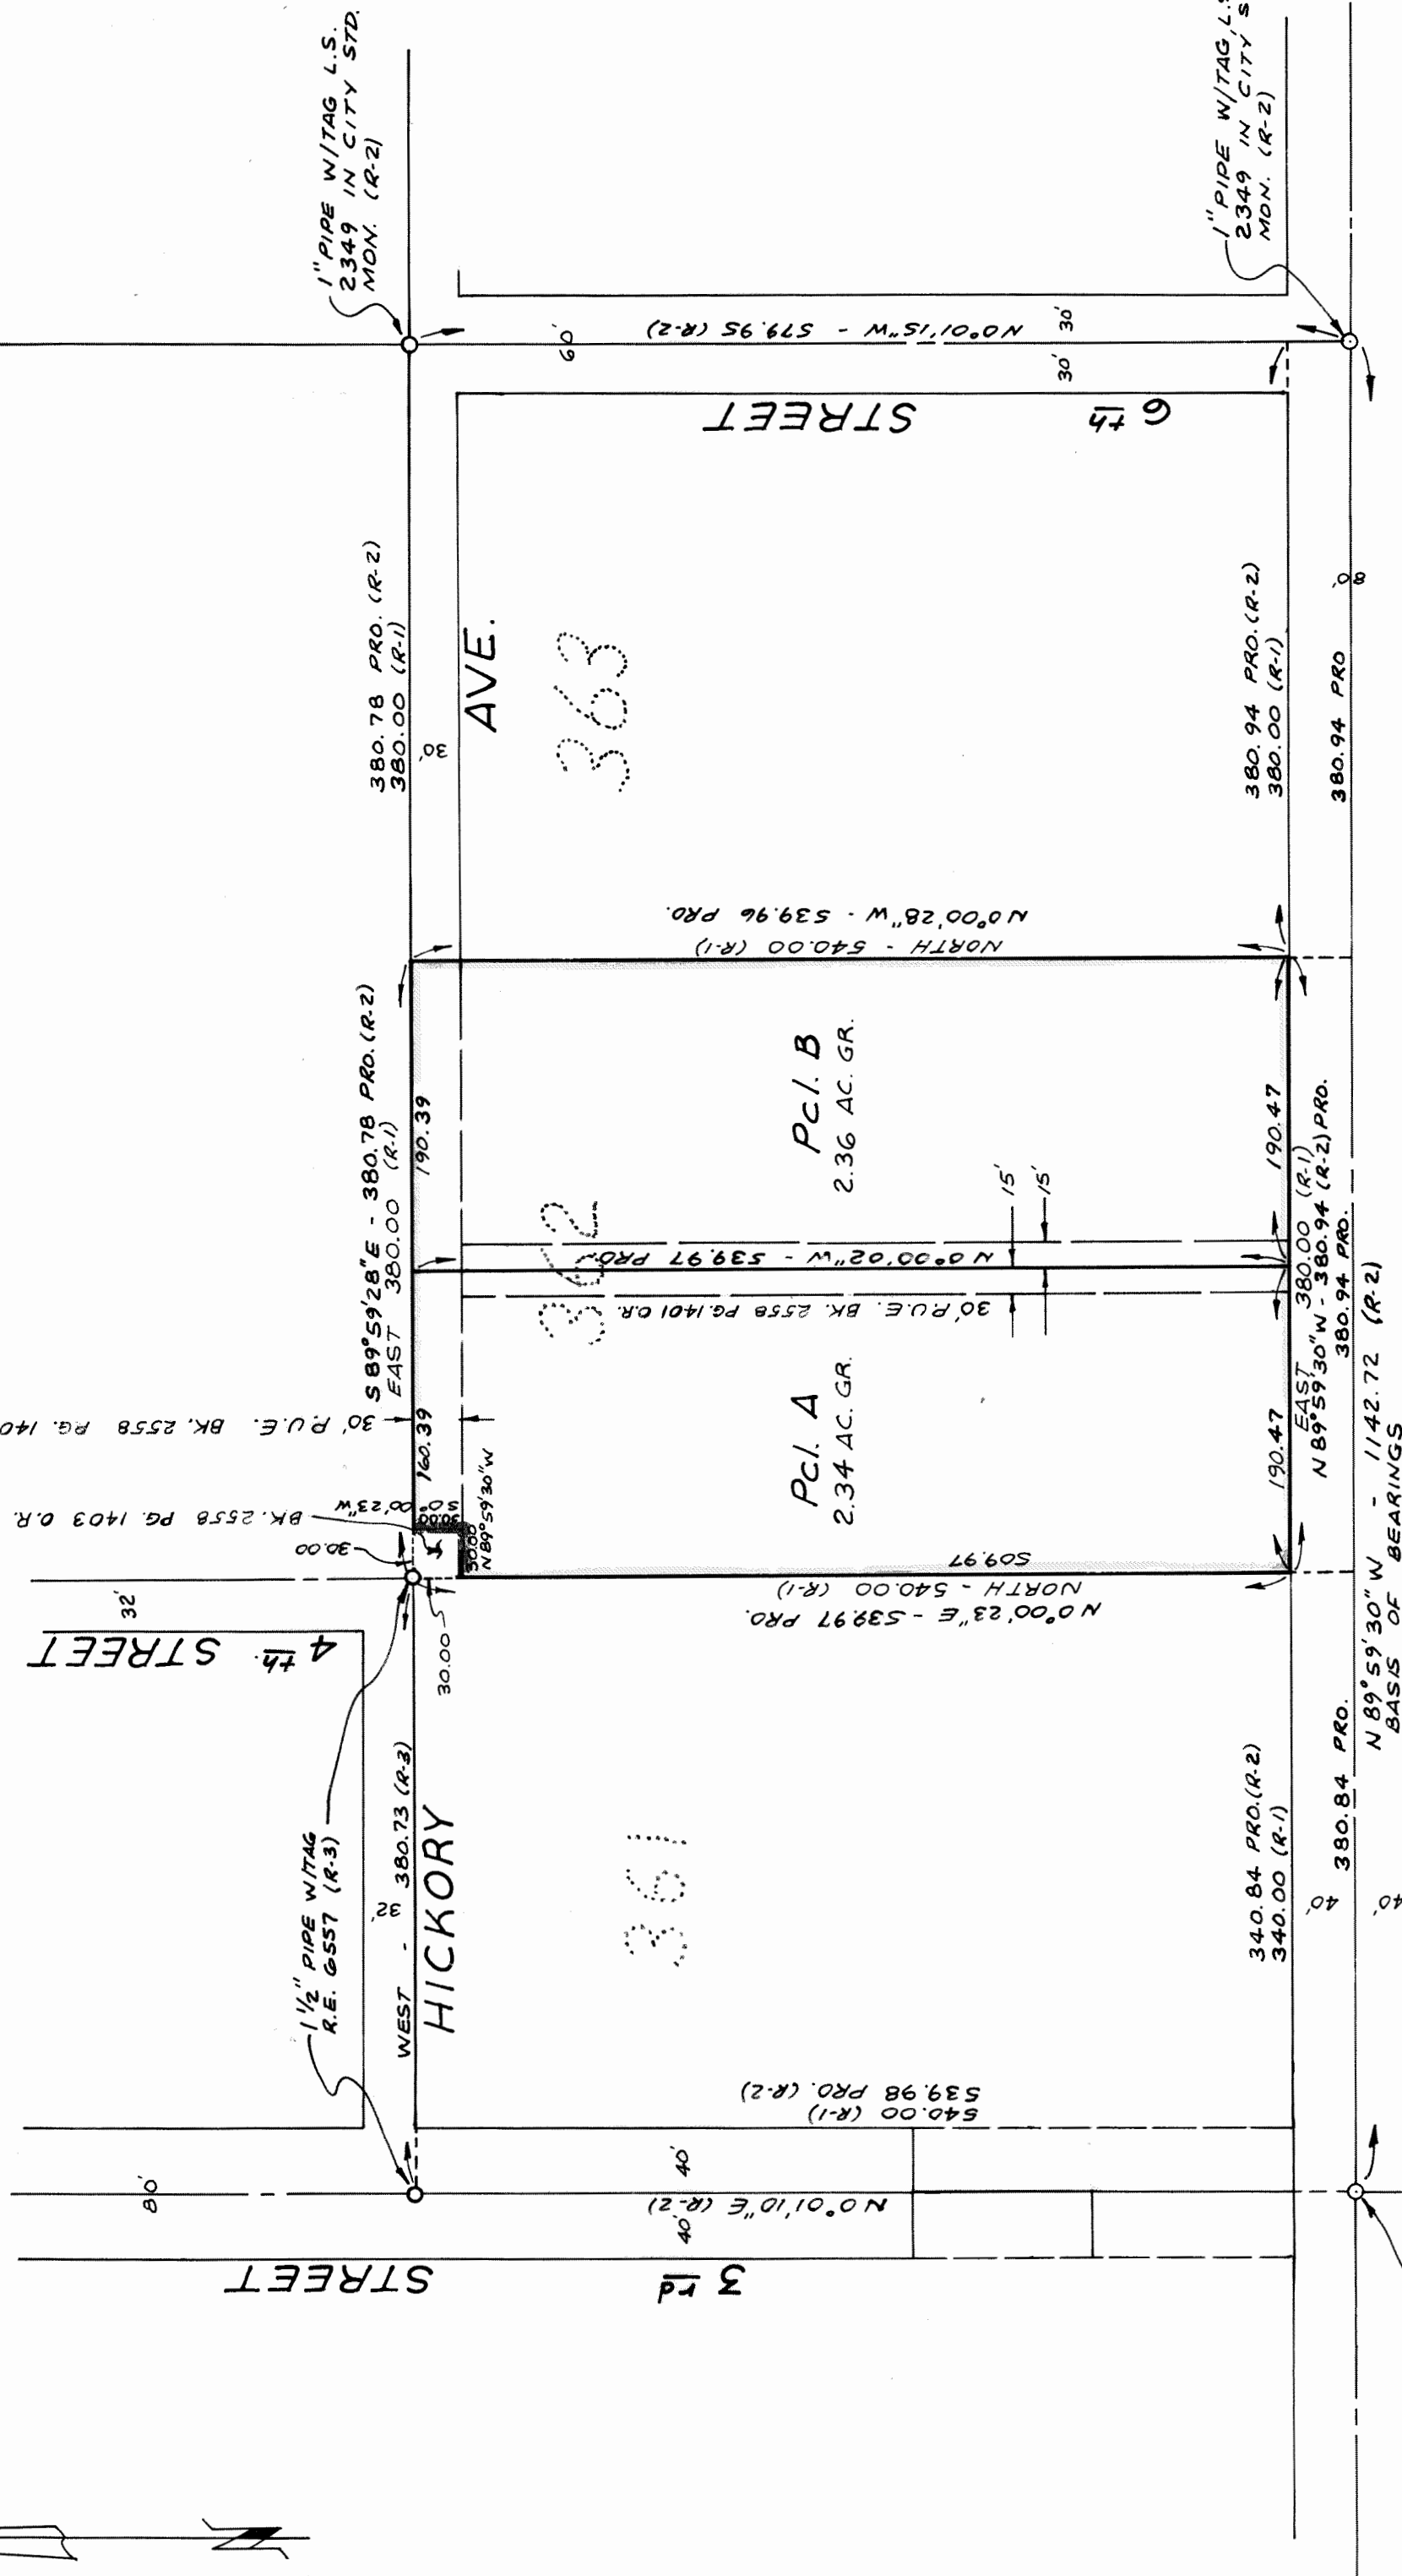 1" PIPE W/TAG L.S.
2349 IN CITY STD.
MON. (R-2)
1" PIPE W/TAG L.S.
2349 IN CITY
MON. (R-2)
N 0°01'15" W - 579.95 (R-2)
60'
30'
30'
6th STREET
380.78 PRO. (R-2)
380.00 (R-1)
30'
AVE.
363
380.94 PRO. (R-2)
380.00 (R-1)
380.94 PRO
80'
N 0°00'28" W - 539.96 PRO.
NORTH - 540.00 (R-1)
S 89°59'28" E - 380.78 PRO. (R-2)
EAST 380.00 (R-1)
190.39
160.39
Pcl. B
2.36 AC. GR.
15'
15'
362
N 0°00'02" W - 539.97 PRO.
30' P.U.E. BK. 2558 PG. 1401 O.R.
Pcl. A
2.34 AC. GR.
190.47
190.47
EAST 380.00 (R-1)
N 89°59'30" W - 380.94 (R-2) PRO.
380.94 PRO.
N 89°59'30" W - 1142.72 (R-2)
BASIS OF BEARINGS
30' P.U.E. BK. 2558 PG. 140
BK. 2558 PG. 1403 O.R.
S 0°00'23" W
30.00
30.00
30.00
N 89°59'30" W
30.00
509.97
NORTH - 540.00 (R-1)
N 0°00'23" E - 539.97 PRO.
32'
4th STREET
1 1/2" PIPE W/TAG
R.E. 6557 (R-3)
WEST - 380.73 (R-3)
32'
HICKORY
361
340.84 PRO. (R-2)
340.00 (R-1)
380.84 PRO.
40'
40'
539.98 PRO. (R-2)
540.00 (R-1)
80'
40'
40'
N 0°01'10" E (R-2)
3rd STREET